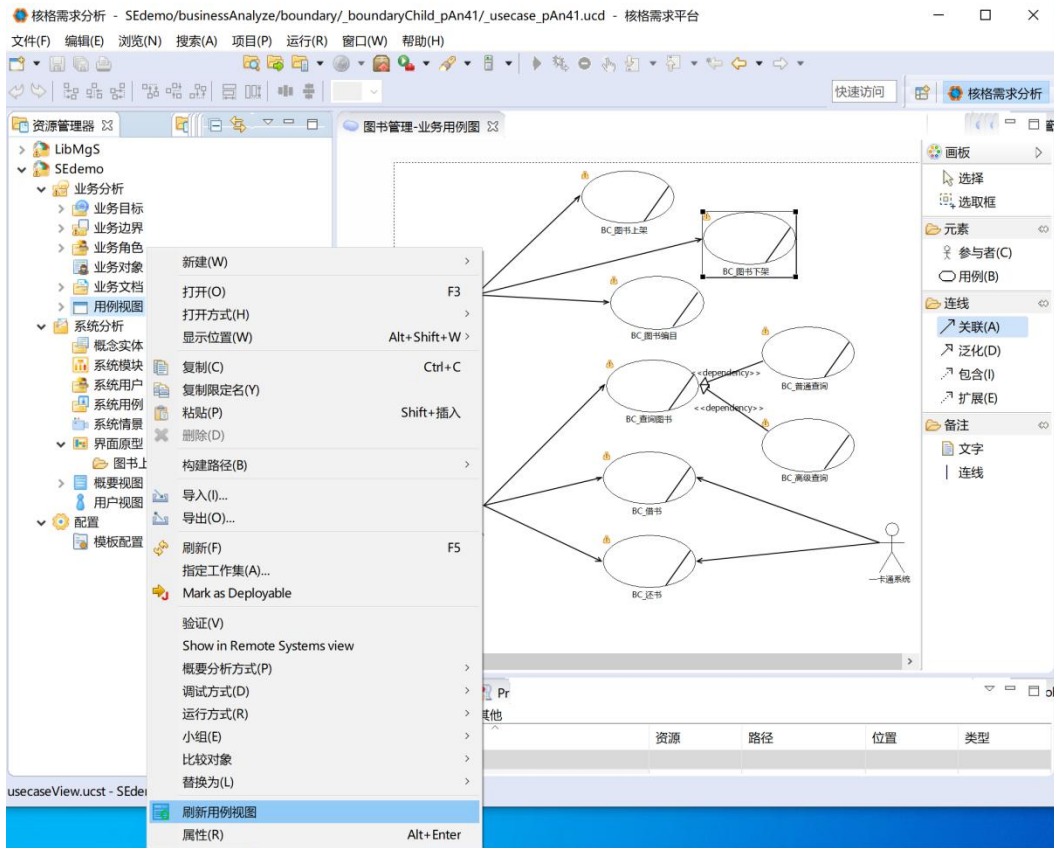 核格需求分析 - SEdemo/businessAnalyze/boundary/_boundaryChild_pAn41/_usecase_pAn41.ucd - 核格需求平台
文件(F) 编辑(E) 浏览(N) 搜索(A) 项目(P) 运行(R) 窗口(W) 帮助(H)
快速访问 核格需求分析
资源管理器
图书管理-业务用例图
LibMgS
SEdemo
业务分析
业务目标
业务边界
业务角色
业务对象
业务文档
用例视图
系统分析
概念实体
系统模块
系统用户
系统用例
系统情景
界面原型
图书上
概要视图
用户视图
配置
模板配置
新建(W)
打开(O) F3
打开方式(H)
显示位置(W) Alt+Shift+W
复制(C) Ctrl+C
复制限定名(Y)
粘贴(P) Shift+插入
删除(D)
构建路径(B)
导入(I)...
导出(O)...
刷新(F) F5
指定工作集(A)...
Mark as Deployable
验证(V)
Show in Remote Systems view
概要分析方式(P)
调试方式(D)
运行方式(R)
小组(E)
比较对象
替换为(L)
刷新用例视图
属性(R) Alt+Enter
BC_图书上架
BC_图书下架
BC_图书编目
BC_普通查询
<<dependency>>
BC_查询图书
<<dependency>>
BC_高级查询
BC_借书
BC_还书
一卡通系统
画板
选择
选取框
元素
参与者(C)
用例(B)
连线
关联(A)
泛化(D)
包含(I)
扩展(E)
备注
文字
连线
Pr
其他
资源 路径 位置 类型
usecaseView.ucst - SEde